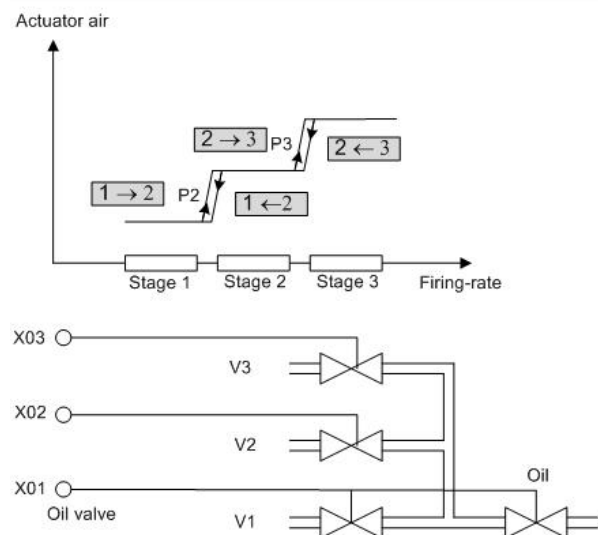 Actuator air
2 → 3
P3
2 ← 3
1 → 2
P2
1 ←2
Stage 1
Stage 2
Stage 3
Firing-rate
X03
V3
X02
V2
X01
Oil
Oil valve
V1